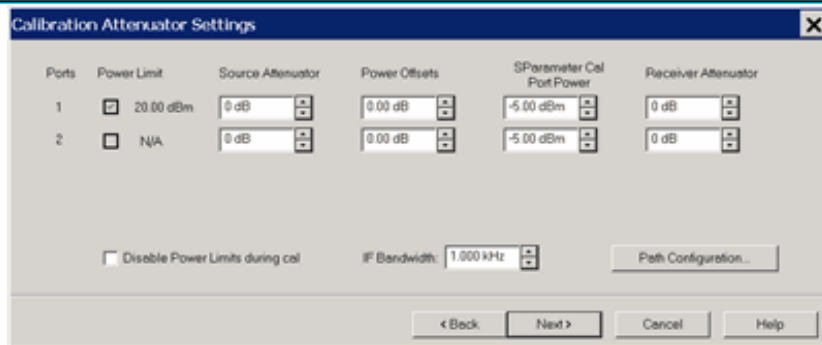 Calibration Attenuator Settings
Ports Power Limit Source Attenuator Power Offsets SParameter Cal Port Power Receiver Attenuator
1 20.00 dBm 0 dB 0.00 dB -5.00 dBm 0 dB
2 N/A 0 dB 0.00 dB -5.00 dBm 0 dB
Disable Power Limits during cal IF Bandwidth: 1.000 kHz Path Configuration...
< Back Next > Cancel Help